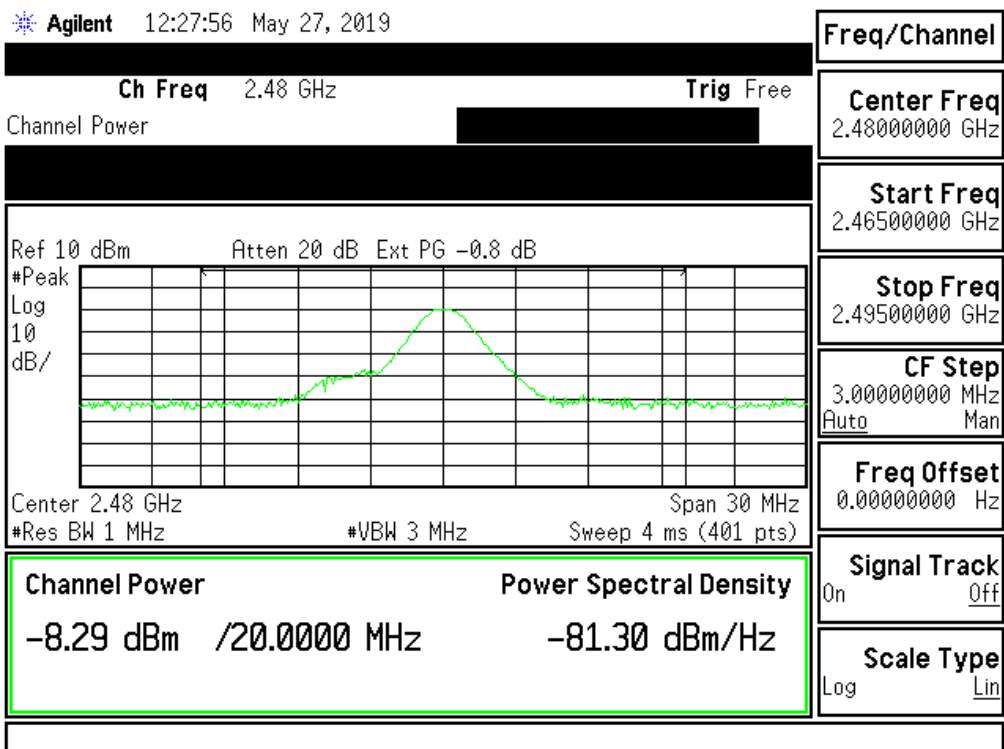 Agilent 12:27:56 May 27, 2019
Ch Freq 2.48 GHz Trig Free
Channel Power
Ref 10 dBm Atten 20 dB Ext PG -0.8 dB
#Peak
Log
10
dB/
Center 2.48 GHz Span 30 MHz
#Res BW 1 MHz #VBW 3 MHz Sweep 4 ms (401 pts)
Channel Power Power Spectral Density
-8.29 dBm /20.0000 MHz -81.30 dBm/Hz
Freq/Channel
Center Freq
2.48000000 GHz
Start Freq
2.46500000 GHz
Stop Freq
2.49500000 GHz
CF Step
3.00000000 MHz
Auto Man
Freq Offset
0.00000000 Hz
Signal Track
On Off
Scale Type
Log Lin